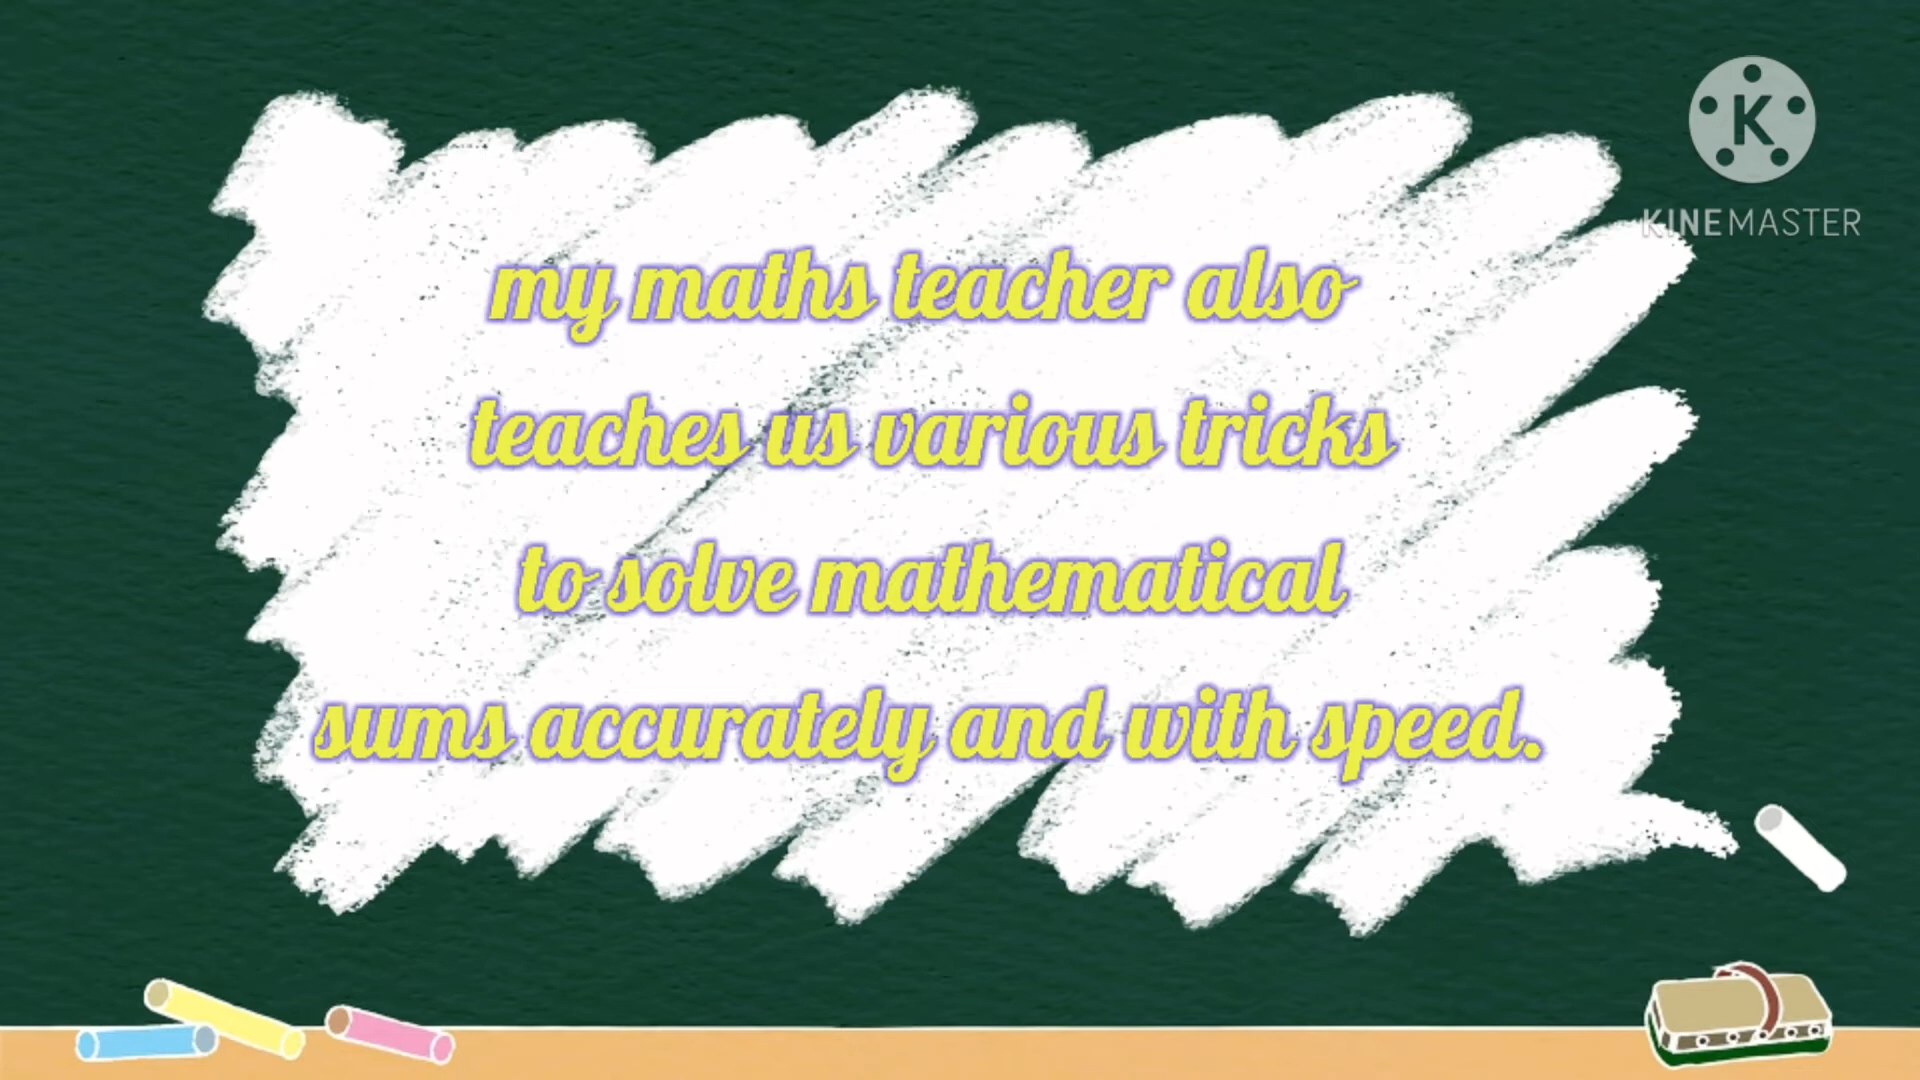 K
KINEMASTER
my maths teacher also
teaches us various tricks
to solve mathematical
sums accurately and with speed.